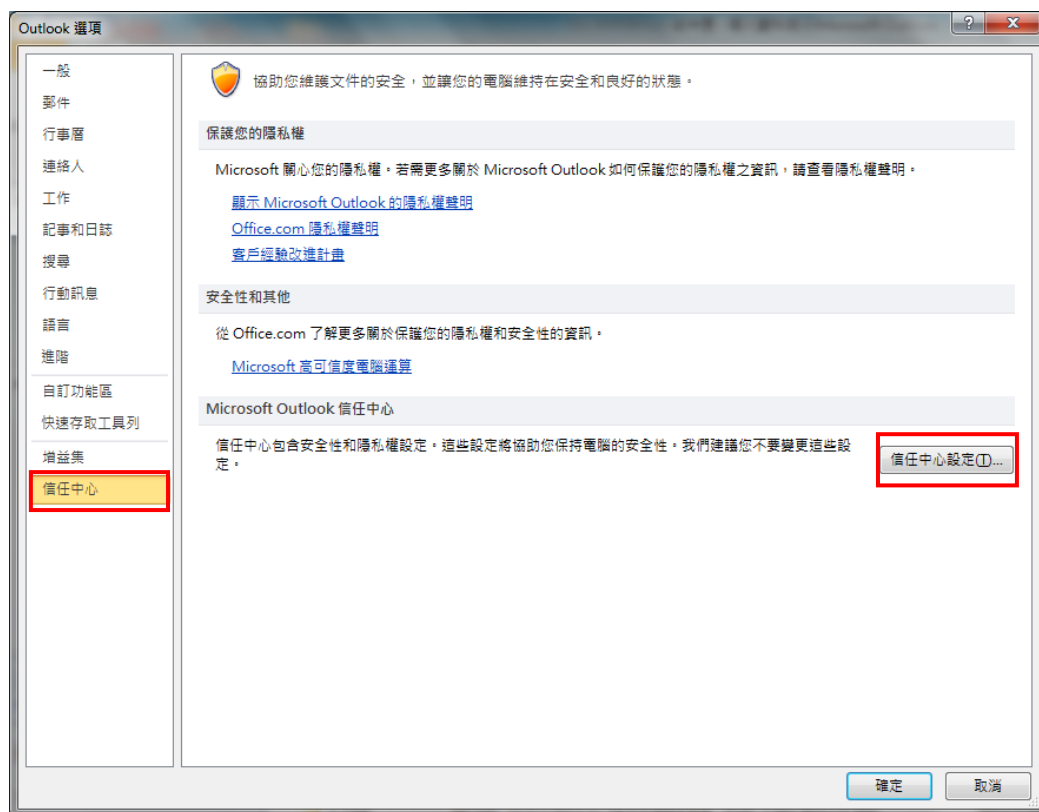 Outlook 選項
?
X
一般
郵件
行事曆
連絡人
工作
記事和日誌
搜尋
行動訊息
語言
進階
自訂功能區
快速存取工具列
增益集
信任中心
協助您維護文件的安全，並讓您的電腦維持在安全和良好的狀態。
保護您的隱私權
Microsoft 關心您的隱私權。若需更多關於 Microsoft Outlook 如何保護您的隱私權之資訊，請查看隱私權聲明。
顯示 Microsoft Outlook 的隱私權聲明
Office.com 隱私權聲明
客戶經驗改進計畫
安全性和其他
從 Office.com 了解更多關於保護您的隱私權和安全性的資訊。
Microsoft 高可信度電腦運算
Microsoft Outlook 信任中心
信任中心包含安全性和隱私權設定。這些設定將協助您保持電腦的安全性。我們建議您不要變更這些設
定。
信任中心設定(T)...
確定
取消